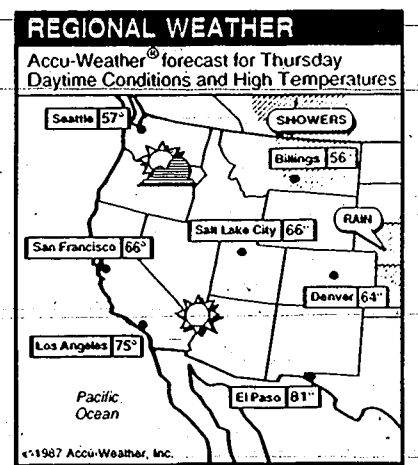 REGIONAL WEATHER
Accu-Weather® forecast for Thursday
Daytime Conditions and High Temperatures
Seattle 57°
SHOWERS
Billings 56°
RAIN
Salt Lake City 66°
San Francisco 66°
Denver 64°
Los Angeles 75°
El Paso 81°
Pacific
Ocean
©1987 Accu-Weather, Inc.